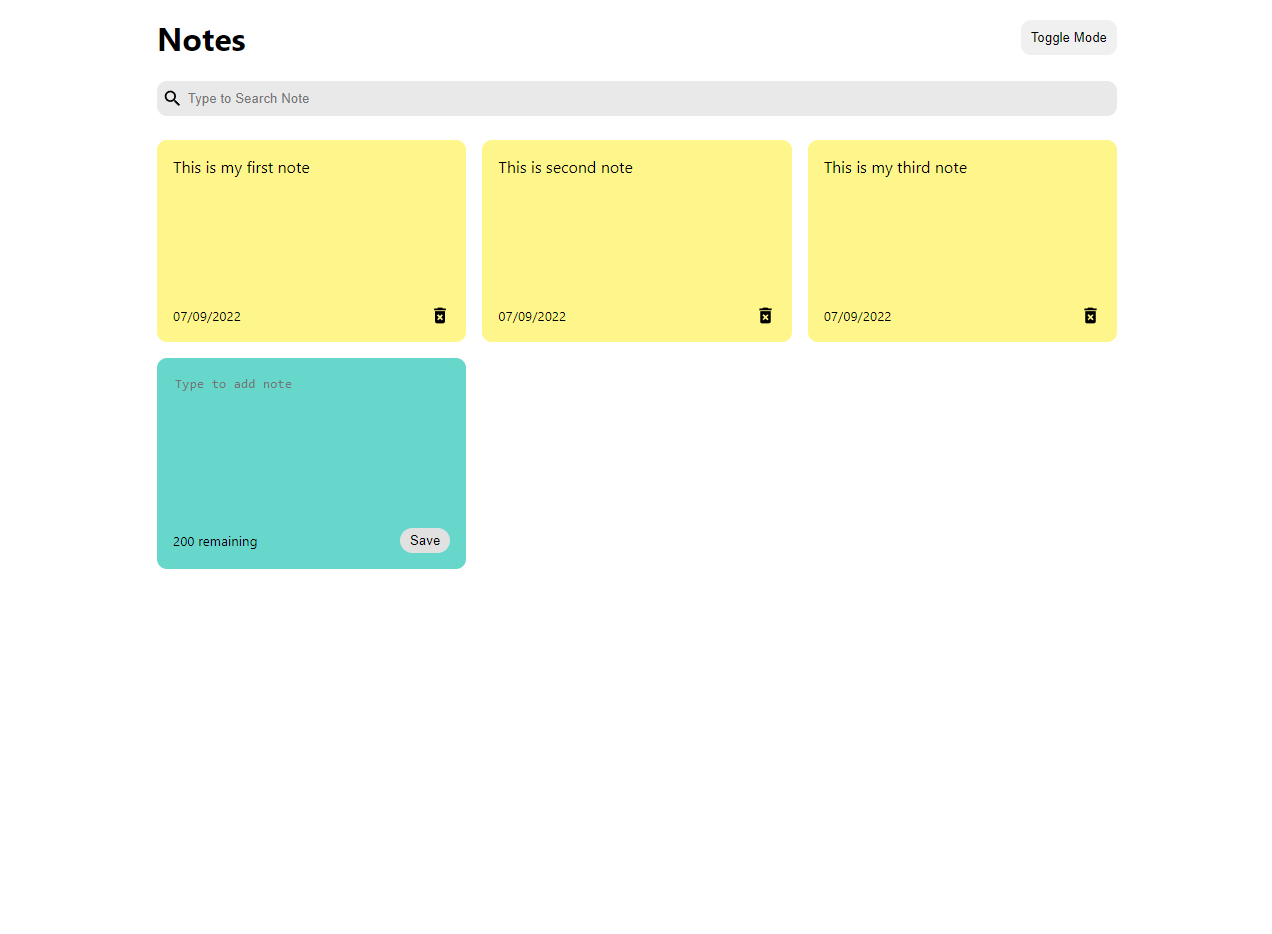 Notes
Toggle Mode
Type to Search Note
This is my first note
07/09/2022
This is second note
07/09/2022
This is my third note
07/09/2022
Type to add note
200 remaining
Save